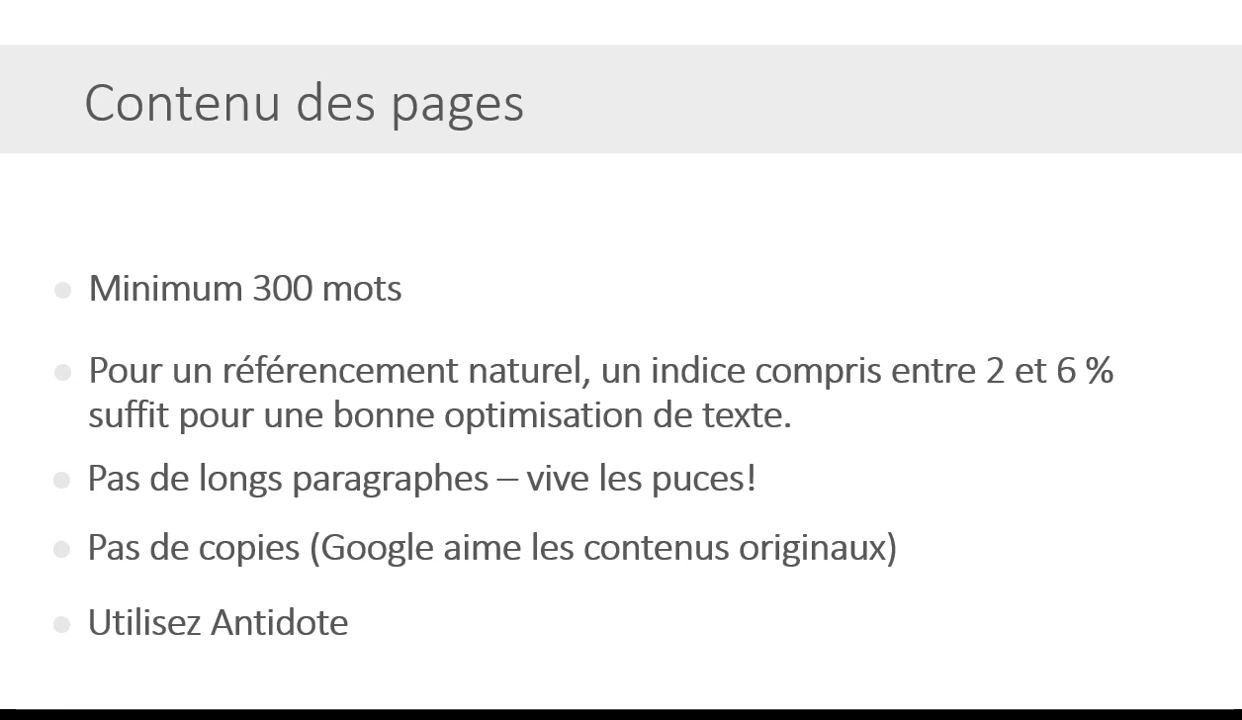 Contenu des pages
Minimum 300 mots
Pour un référencement naturel, un indice compris entre 2 et 6 %
suffit pour une bonne optimisation de texte.
Pas de longs paragraphes – vive les puces!
Pas de copies (Google aime les contenus originaux)
Utilisez Antidote